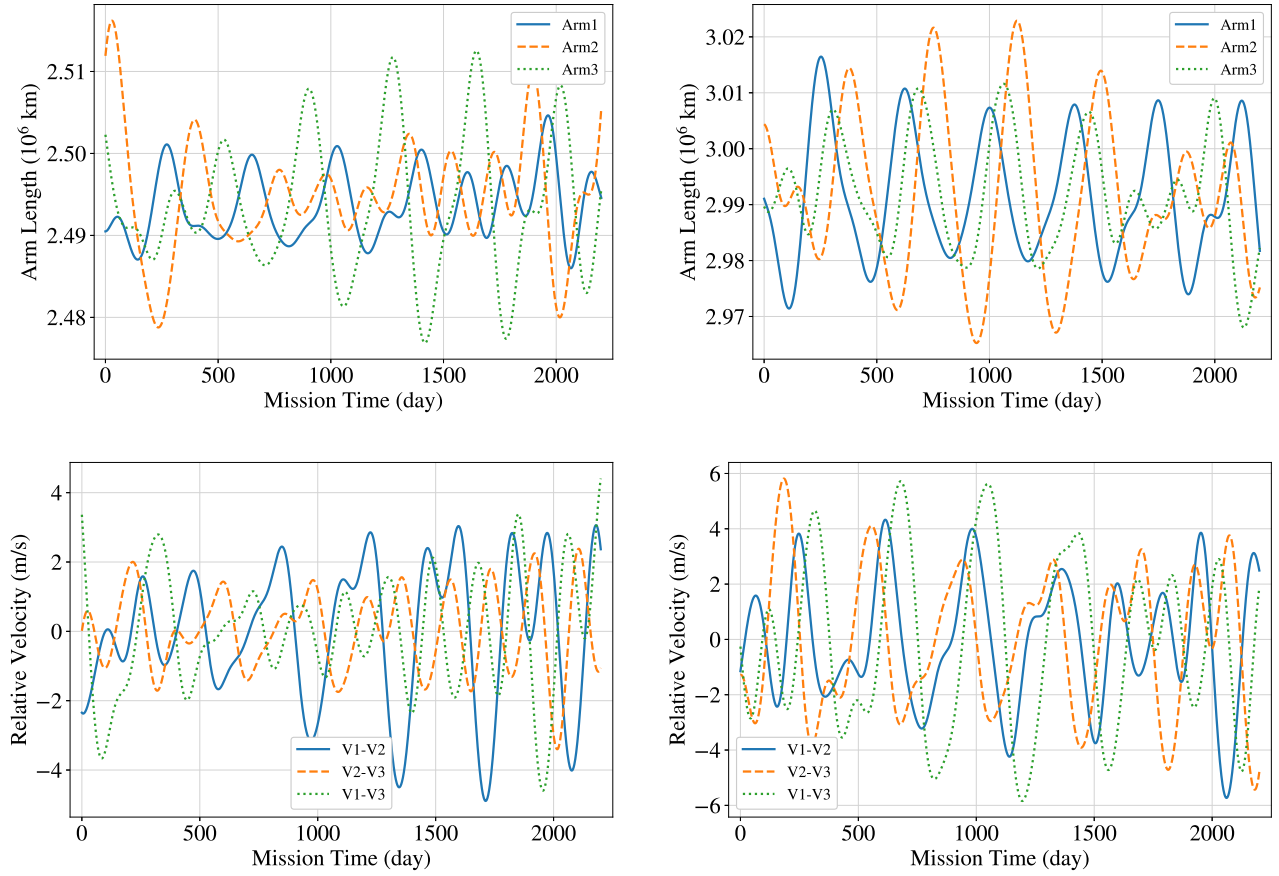 Arm Length (10⁶ km)
2.51
2.50
2.49
2.48
Arm1
Arm2
Arm3
0 500 1000 1500 2000
Mission Time (day)
Arm Length (10⁶ km)
3.02
3.01
3.00
2.99
2.98
2.97
Arm1
Arm2
Arm3
0 500 1000 1500 2000
Mission Time (day)
Relative Velocity (m/s)
4
2
0
−2
−4
V1-V2
V2-V3
V1-V3
0 500 1000 1500 2000
Mission Time (day)
Relative Velocity (m/s)
6
4
2
0
−2
−4
−6
V1-V2
V2-V3
V1-V3
0 500 1000 1500 2000
Mission Time (day)